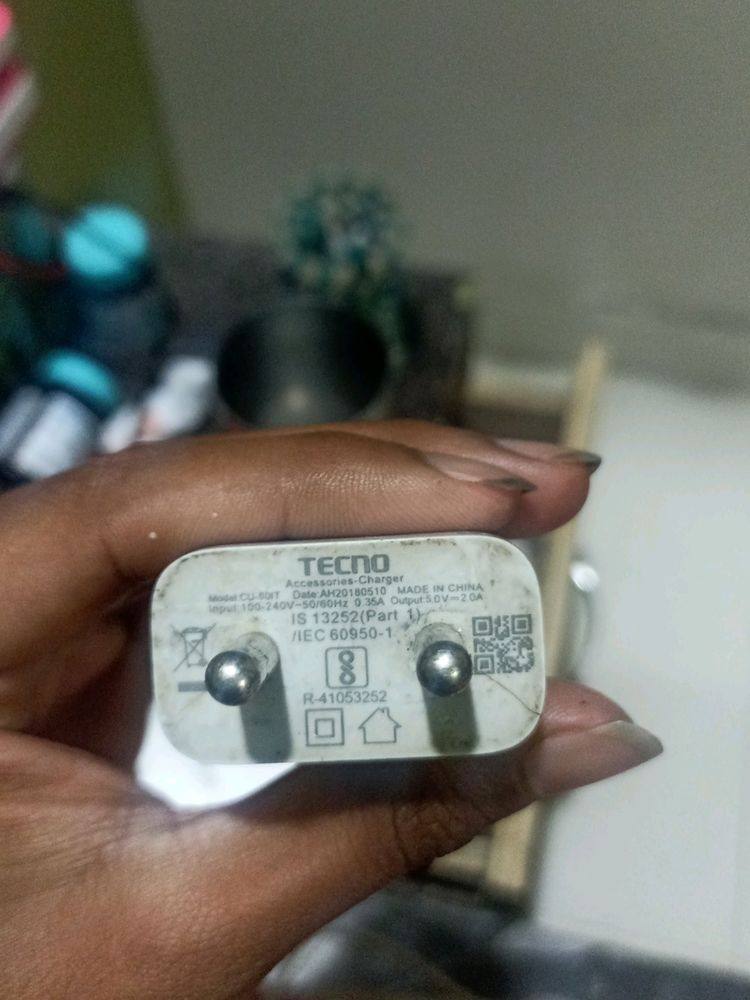 TECNO
Accessories-Charger
Model:CU-60IT Date:AH20180510 MADE IN CHINA
Input:100-240V~50/60Hz 0.35A Output:5.0V⎓2.0A
IS 13252(Part 1)
/IEC 60950-1
R-41053252